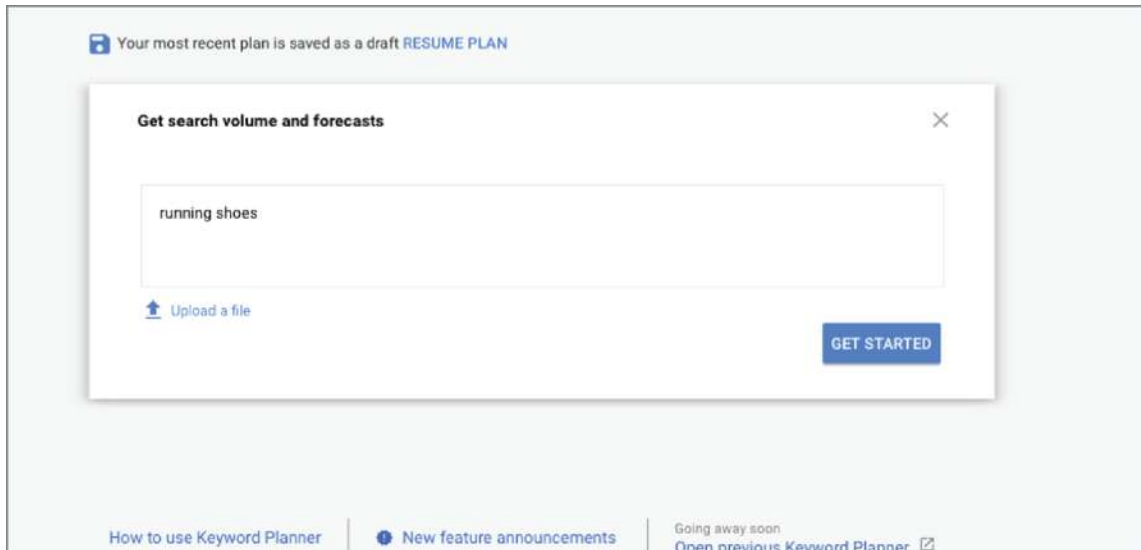 Your most recent plan is saved as a draft RESUME PLAN
Get search volume and forecasts
running shoes
Upload a file
GET STARTED
How to use Keyword Planner
New feature announcements
Going away soon
Open previous Keyword Planner